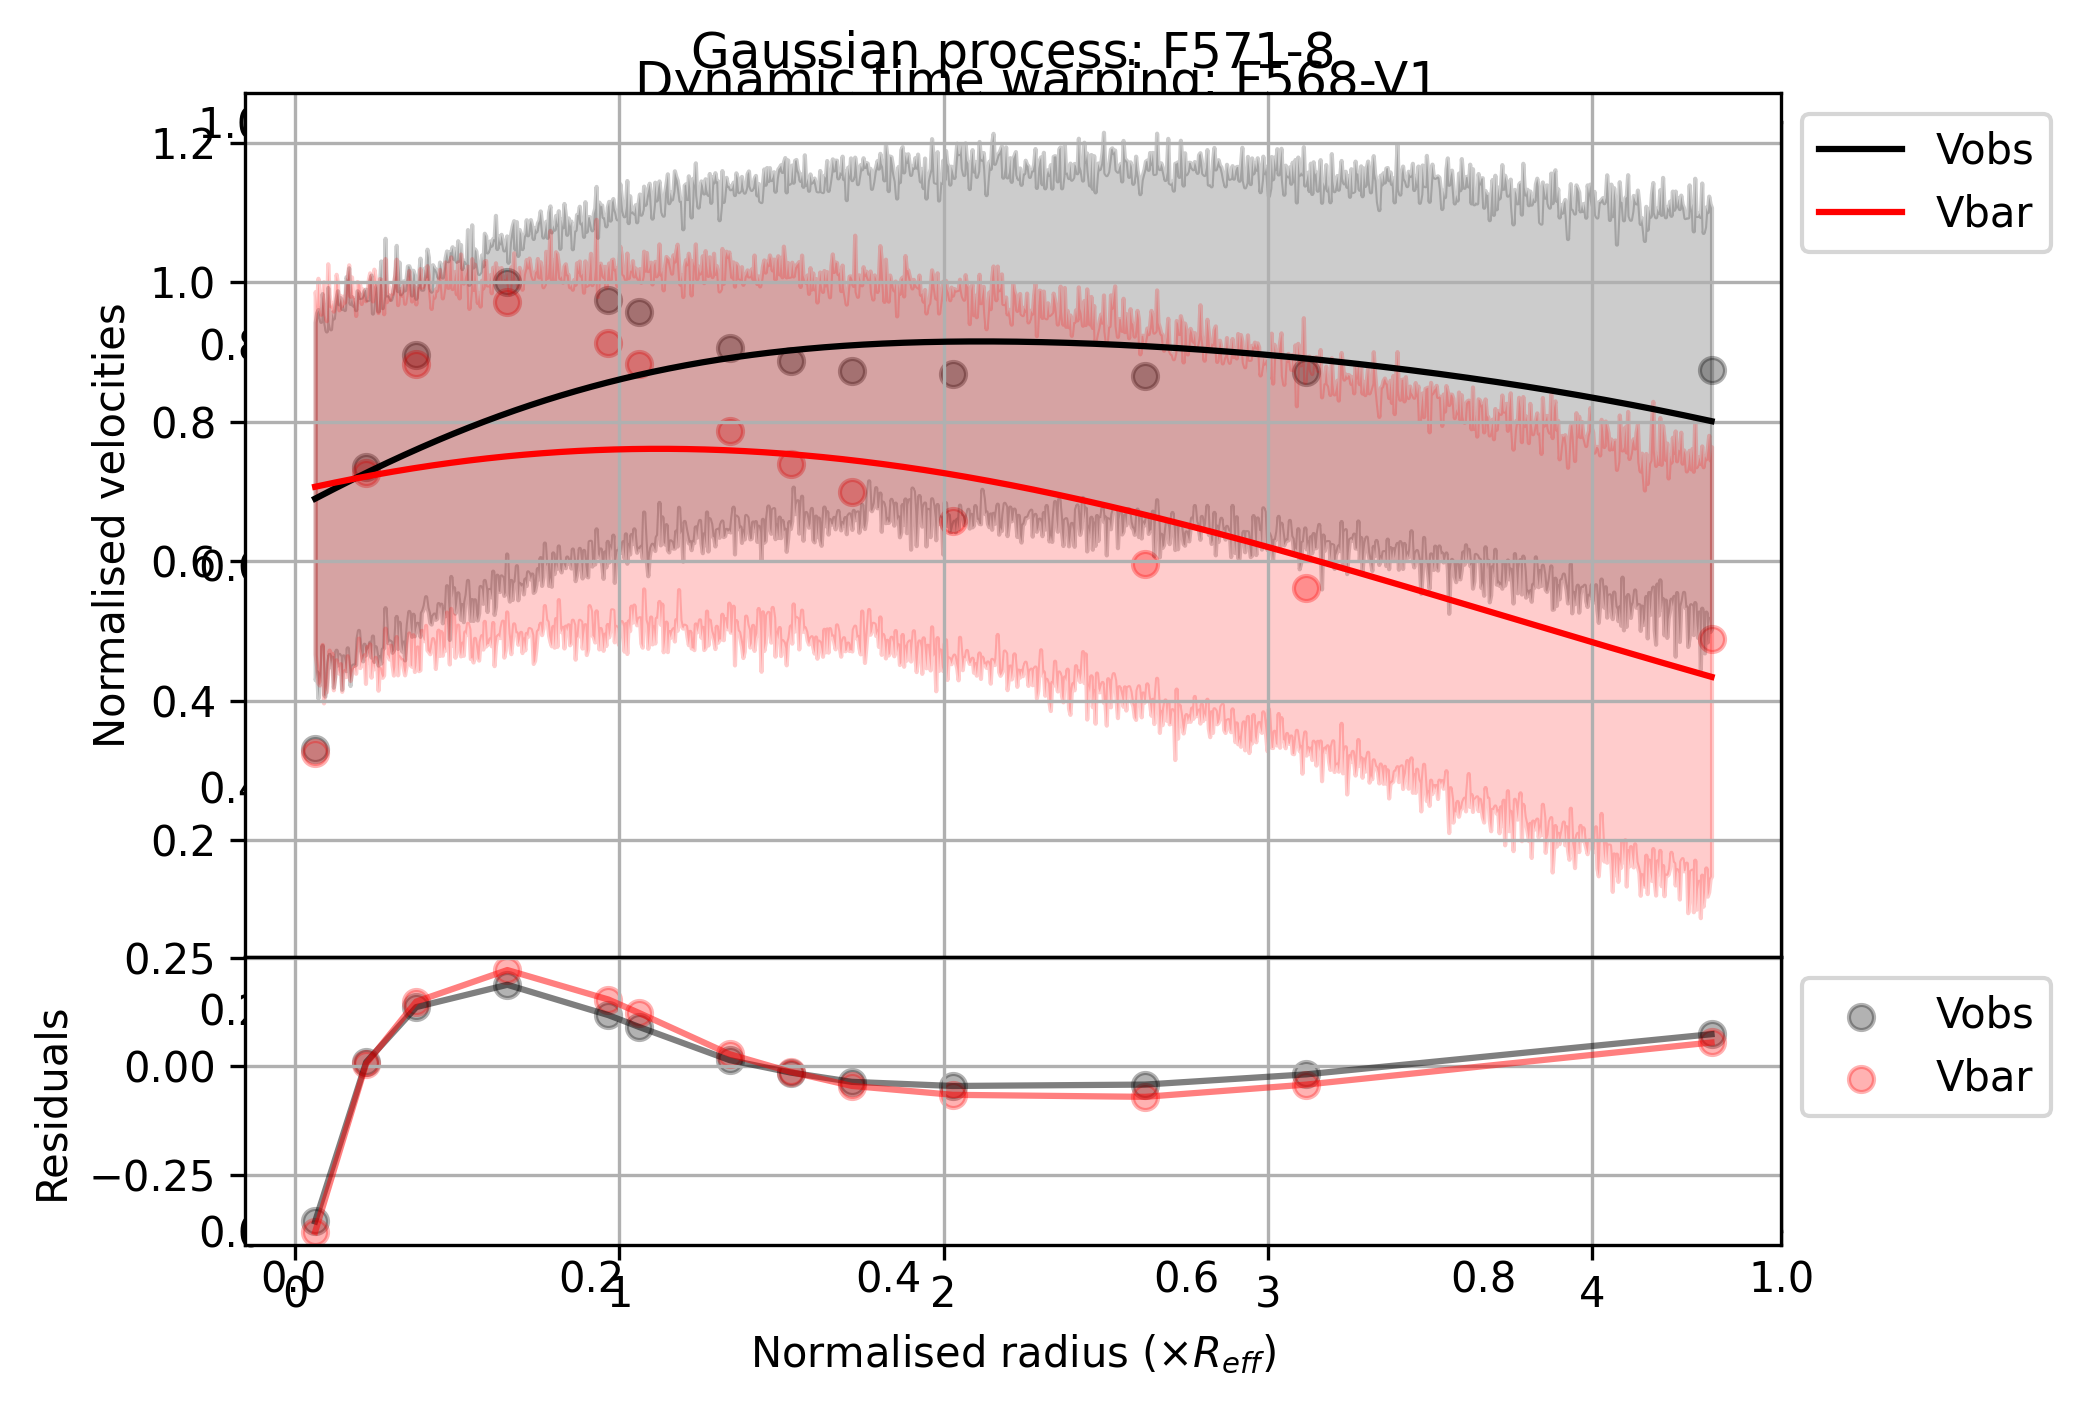 Gaussian process: F571-8
Dynamic time warping: F568-V1
1.2
1.0
0.8
0.6
0.4
0.2
Normalised velocities
Vobs
Vbar
0.25
0.00
−0.25
Residuals
Vobs
Vbar
0.0 0.2 0.4 0.6 0.8 1.0
0 1 2 3 4
Normalised radius (×R_eff)